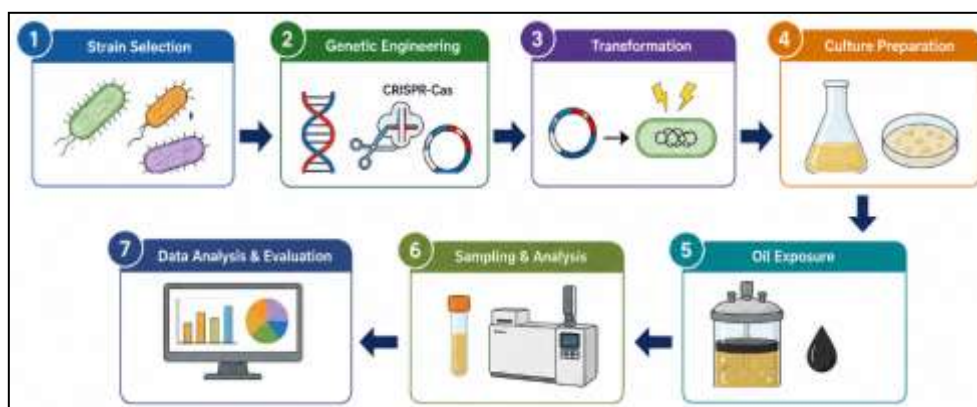 1 Strain Selection
2 Genetic Engineering
CRISPR-Cas
3 Transformation
4 Culture Preparation
5 Oil Exposure
6 Sampling & Analysis
7 Data Analysis & Evaluation